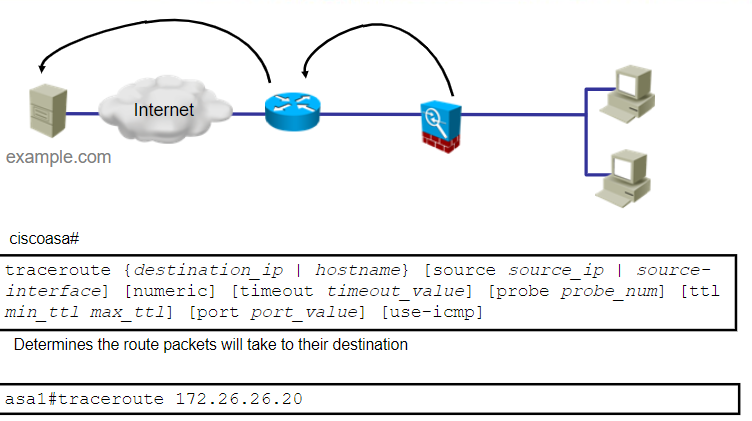 Internet
example.com
ciscoasa#
traceroute {destination_ip | hostname} [source source_ip | source-
interface] [numeric] [timeout timeout_value] [probe probe_num] [ttl
min_ttl max_ttl] [port port_value] [use-icmp]
Determines the route packets will take to their destination
asa1#traceroute 172.26.26.20